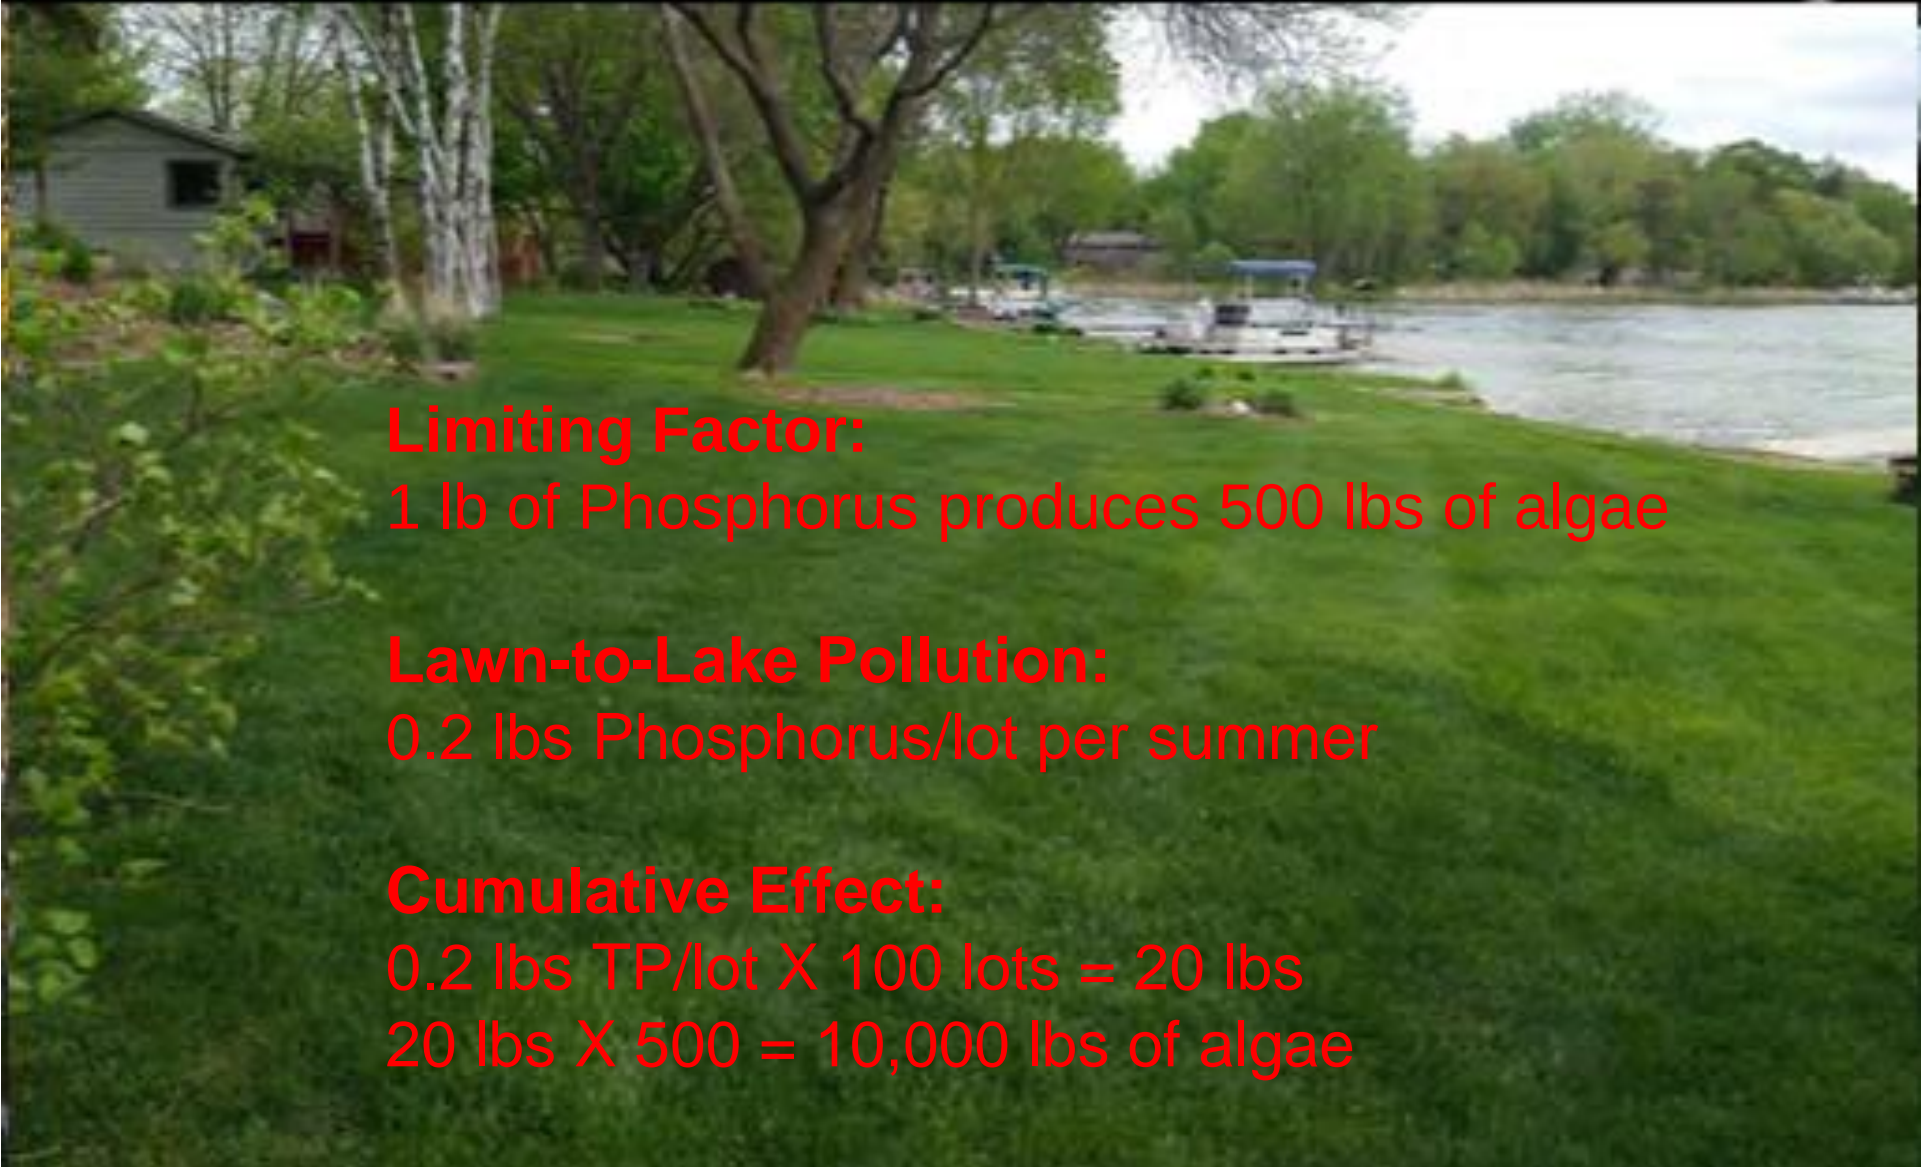 Limiting Factor:
1 lb of Phosphorus produces 500 lbs of algae
Lawn-to-Lake Pollution:
0.2 lbs Phosphorus/lot per summer
Cumulative Effect:
0.2 lbs TP/lot X 100 lots = 20 lbs
20 lbs X 500 = 10,000 lbs of algae